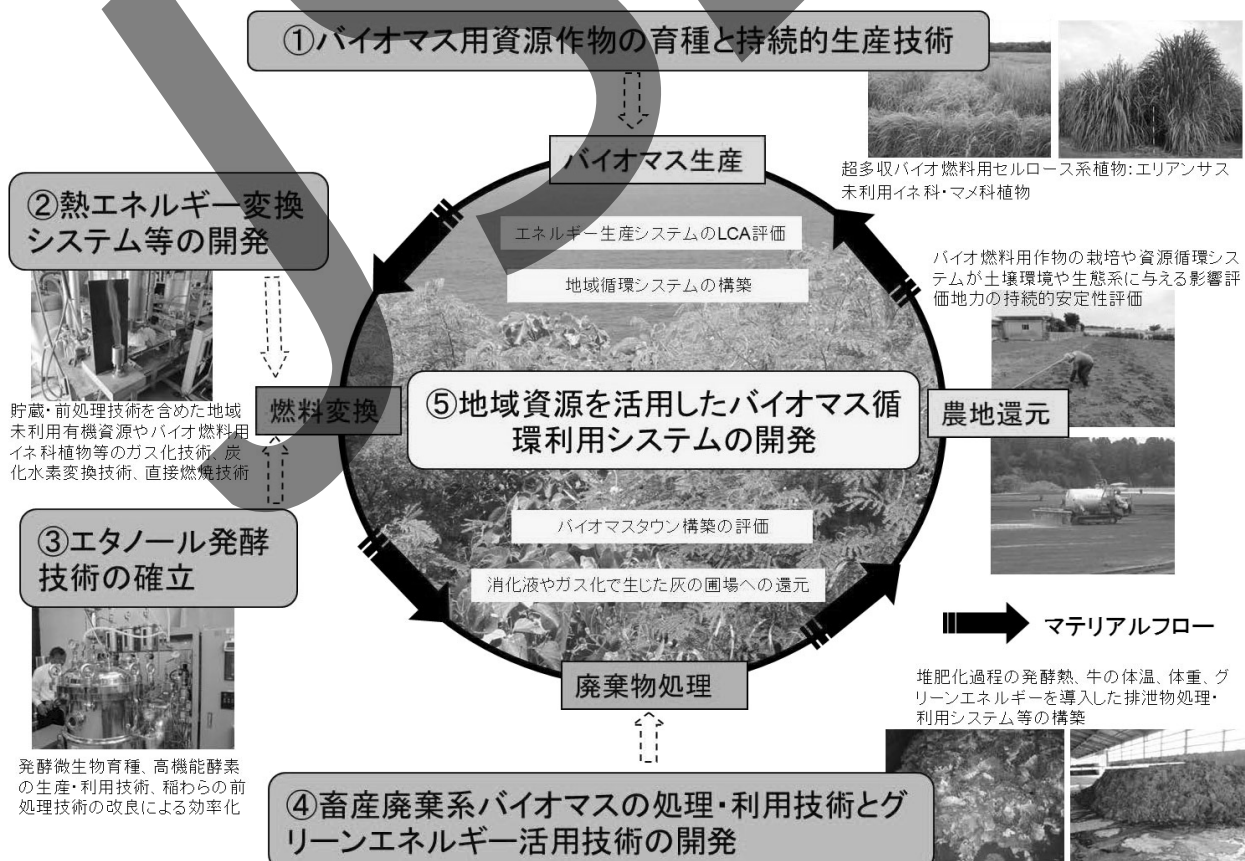 ①バイオマス用資源作物の育種と持続的生産技術
バイオマス生産
超多収バイオ燃料用セルロース系植物:エリアンサス
未利用イネ科・マメ科植物
②熱エネルギー変換
システム等の開発
エネルギー生産システムのLCA評価
地域循環システムの構築
バイオ燃料用作物の栽培や資源循環シス
テムが土壌環境や生態系に与える影響評
価地力の持続的安定性評価
燃料変換
⑤地域資源を活用したバイオマス循
環利用システムの開発
農地還元
貯蔵・前処理技術を含めた地域
未利用有機資源やバイオ燃料用
イネ科植物等のガス化技術、炭
化水素変換技術、直接燃焼技術
③エタノール発酵
技術の確立
バイオマスタウン構築の評価
消化液やガス化で生じた灰の圃場への還元
マテリアルフロー
廃棄物処理
堆肥化過程の発酵熱、牛の体温、体重、グ
リーンエネルギーを導入した排泄物処理・
利用システム等の構築
発酵微生物育種、高機能酵素
の生産・利用技術、稲わらの前
処理技術の改良による効率化
④畜産廃棄系バイオマスの処理・利用技術とグ
リーンエネルギー活用技術の開発